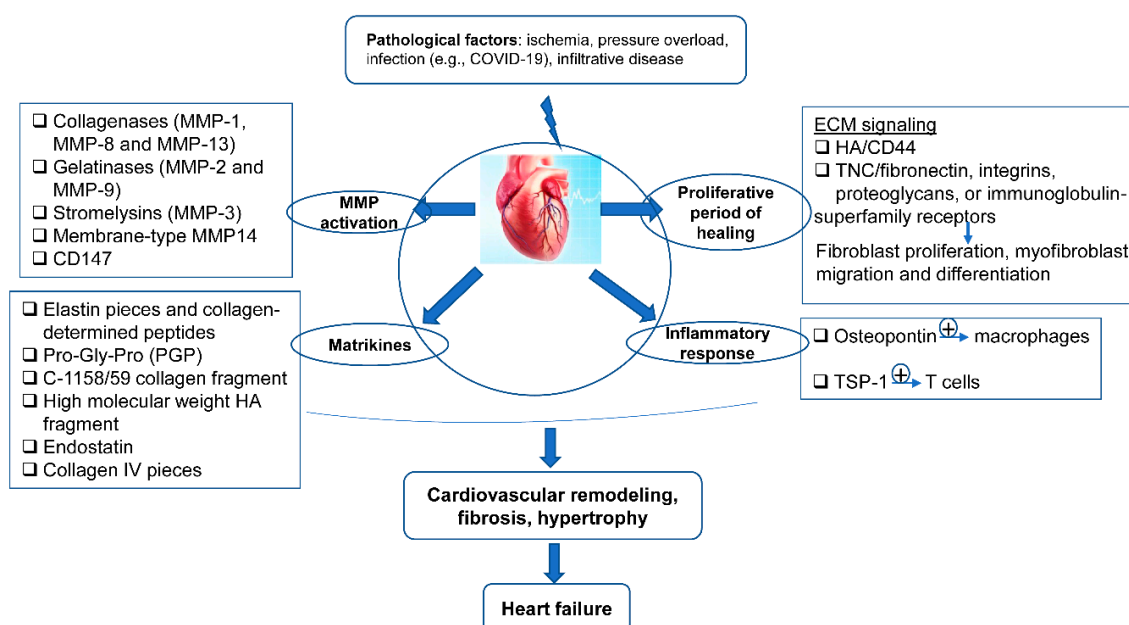 Pathological factors: ischemia, pressure overload,
infection (e.g., COVID-19), infiltrative disease
❑ Collagenases (MMP-1,
MMP-8 and MMP-13)
❑ Gelatinases (MMP-2 and
MMP-9)
❑ Stromelysins (MMP-3)
❑ Membrane-type MMP14
❑ CD147
MMP
activation
Proliferative
period of
healing
ECM signaling
❑ HA/CD44
❑ TNC/fibronectin, integrins,
proteoglycans, or immunoglobulin-
superfamily receptors
Fibroblast proliferation, myofibroblast
migration and differentiation
❑ Elastin pieces and collagen-
determined peptides
❑ Pro-Gly-Pro (PGP)
❑ C-1158/59 collagen fragment
❑ High molecular weight HA
fragment
❑ Endostatin
❑ Collagen IV pieces
Matrikines
Inflammatory
response
❑ Osteopontin + macrophages
❑ TSP-1 + T cells
Cardiovascular remodeling,
fibrosis, hypertrophy
Heart failure